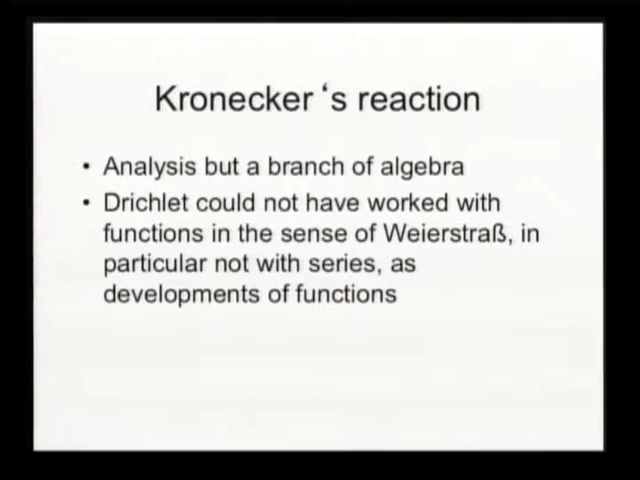 Kronecker ‘s reaction
• Analysis but a branch of algebra
• Drichlet could not have worked with
functions in the sense of Weierstraß, in
particular not with series, as
developments of functions